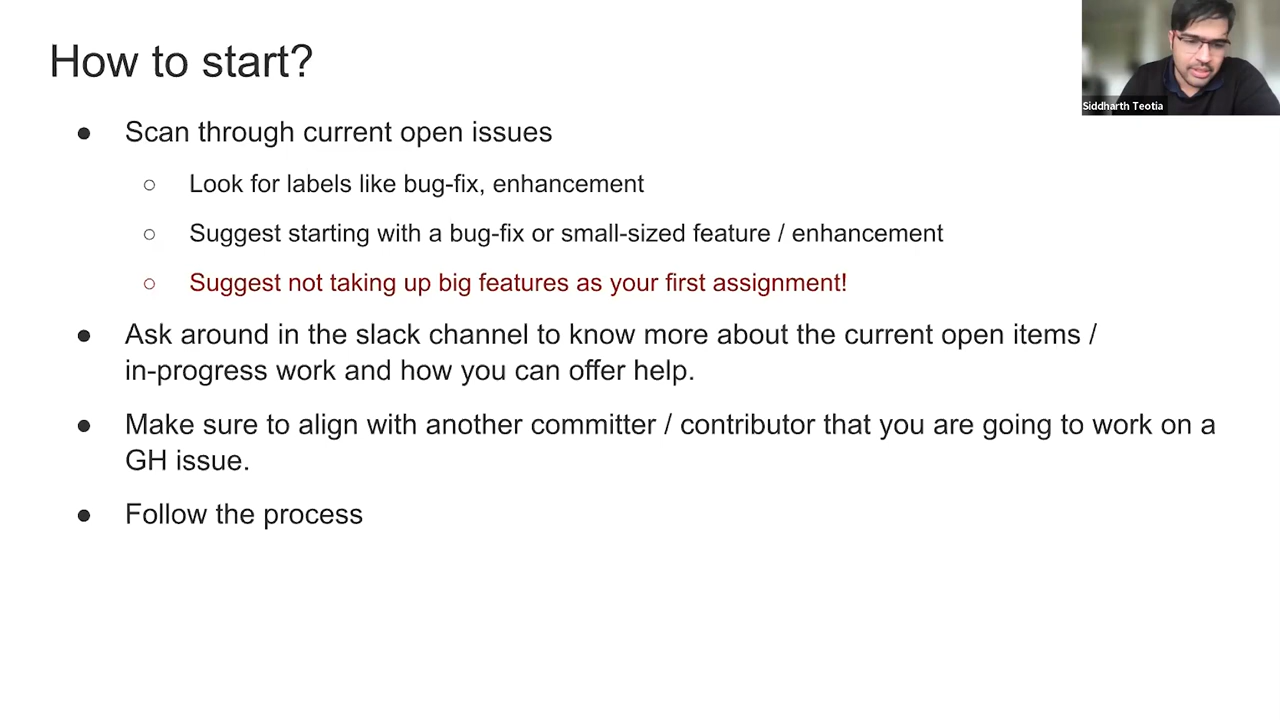 How to start?
Siddharth Teotia
● Scan through current open issues
○ Look for labels like bug-fix, enhancement
○ Suggest starting with a bug-fix or small-sized feature / enhancement
○ Suggest not taking up big features as your first assignment!
● Ask around in the slack channel to know more about the current open items /
in-progress work and how you can offer help.
● Make sure to align with another committer / contributor that you are going to work on a
GH issue.
● Follow the process